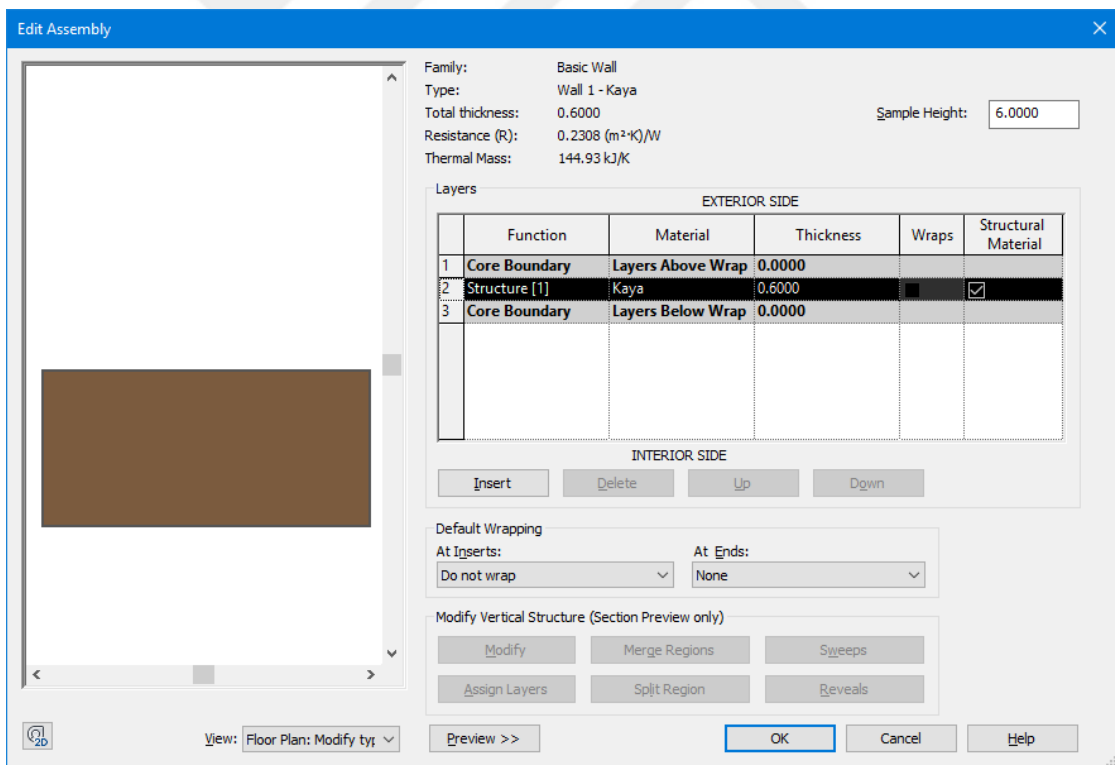 Edit Assembly
Family: Basic Wall
Type: Wall 1 - Kaya
Total thickness: 0.6000 Sample Height: 6.0000
Resistance (R): 0.2308 (m²·K)/W
Thermal Mass: 144.93 kJ/K
Layers
EXTERIOR SIDE
Function Material Thickness Wraps Structural Material
1 Core Boundary Layers Above Wrap 0.0000
2 Structure [1] Kaya 0.6000
3 Core Boundary Layers Below Wrap 0.0000
INTERIOR SIDE
Insert Delete Up Down
Default Wrapping
At Inserts: At Ends:
Do not wrap None
Modify Vertical Structure (Section Preview only)
Modify Merge Regions Sweeps
Assign Layers Split Region Reveals
2D View: Floor Plan: Modify typ Preview >> OK Cancel Help